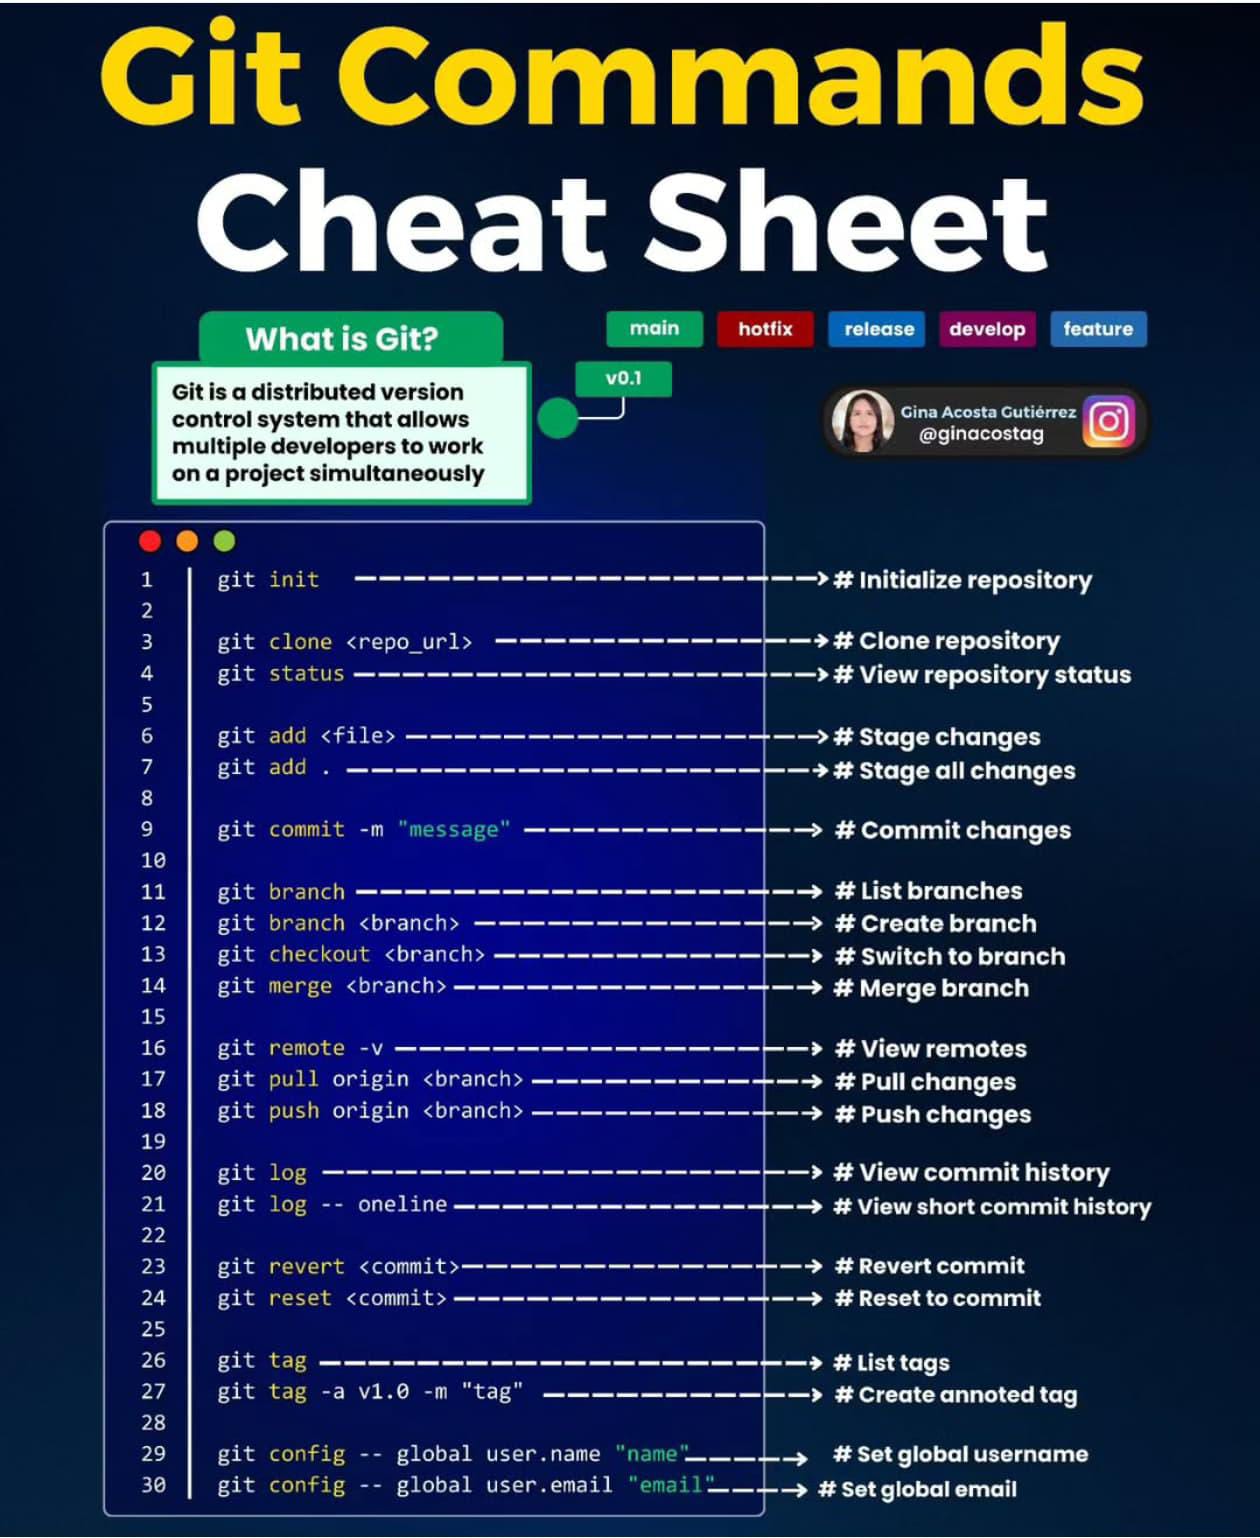 Git Commands
Cheat Sheet
What is Git?
main hotfix release develop feature
v0.1
Git is a distributed version
control system that allows
multiple developers to work
on a project simultaneously
Gina Acosta Gutiérrez
@ginacostag
1 git init # Initialize repository
2
3 git clone <repo_url> # Clone repository
4 git status # View repository status
5
6 git add <file> # Stage changes
7 git add . # Stage all changes
8
9 git commit -m "message" # Commit changes
10
11 git branch # List branches
12 git branch <branch> # Create branch
13 git checkout <branch> # Switch to branch
14 git merge <branch> # Merge branch
15
16 git remote -v # View remotes
17 git pull origin <branch> # Pull changes
18 git push origin <branch> # Push changes
19
20 git log # View commit history
21 git log -- oneline # View short commit history
22
23 git revert <commit> # Revert commit
24 git reset <commit> # Reset to commit
25
26 git tag # List tags
27 git tag -a v1.0 -m "tag" # Create annoted tag
28
29 git config -- global user.name "name" # Set global username
30 git config -- global user.email "email" # Set global email